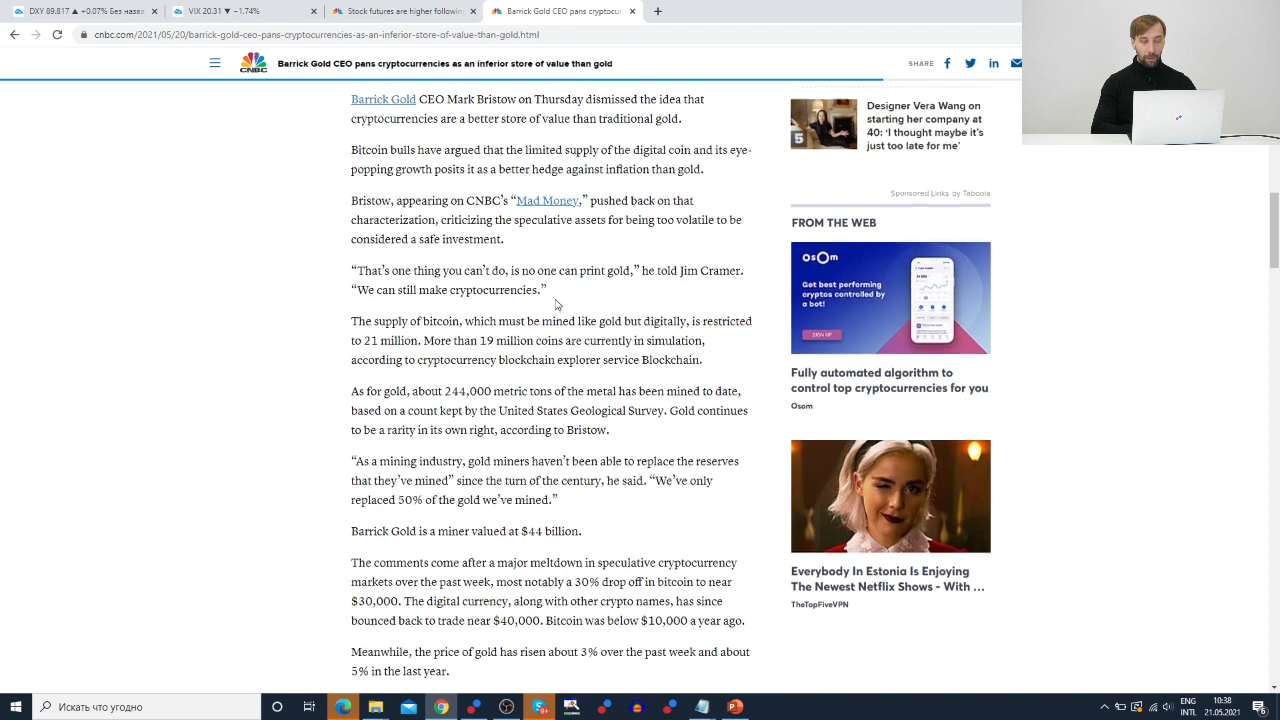 DXY 89.817 ▲ +0.05% Unnamed
VIX 20.31 ▼ −1.74%
Stock Futures Flat After Rebound
Barrick Gold CEO pans cryptocurr
cnbc.com/2021/05/20/barrick-gold-ceo-pans-cryptocurrencies-as-an-inferior-store-of-value-than-gold.html
CNBC
Barrick Gold CEO pans cryptocurrencies as an inferior store of value than gold
SHARE
Barrick Gold CEO Mark Bristow on Thursday dismissed the idea that
cryptocurrencies are a better store of value than traditional gold.
Bitcoin bulls have argued that the limited supply of the digital coin and its eye-
popping growth posits it as a better hedge against inflation than gold.
Bristow, appearing on CNBC’s “Mad Money,” pushed back on that
characterization, criticizing the speculative assets for being too volatile to be
considered a safe investment.
“That’s one thing you can’t do, is no one can print gold,” he told Jim Cramer.
“We can still make cryptocurrencies.”
The supply of bitcoin, which must be mined like gold but digitally, is restricted
to 21 million. More than 19 million coins are currently in simulation,
according to cryptocurrency blockchain explorer service Blockchain.
As for gold, about 244,000 metric tons of the metal has been mined to date,
based on a count kept by the United States Geological Survey. Gold continues
to be a rarity in its own right, according to Bristow.
“As a mining industry, gold miners haven’t been able to replace the reserves
that they’ve mined” since the turn of the century, he said. “We’ve only
replaced 50% of the gold we’ve mined.”
Barrick Gold is a miner valued at $44 billion.
The comments come after a major meltdown in speculative cryptocurrency
markets over the past week, most notably a 30% drop off in bitcoin to near
$30,000. The digital currency, along with other crypto names, has since
bounced back to trade near $40,000. Bitcoin was below $10,000 a year ago.
Meanwhile, the price of gold has risen about 3% over the past week and about
5% in the last year.
5
Designer Vera Wang on
starting her company at
40: ‘I thought maybe it’s
just too late for me’
Sponsored Links by Taboola
FROM THE WEB
osom
Get best performing
cryptos controlled by
a bot!
SIGN UP
Fully automated algorithm to
control top cryptocurrencies for you
Osom
Everybody In Estonia Is Enjoying
The Newest Netflix Shows - With …
TheTopFiveVPN
Искать что угодно
ENG
INTL
10:38
21.05.2021